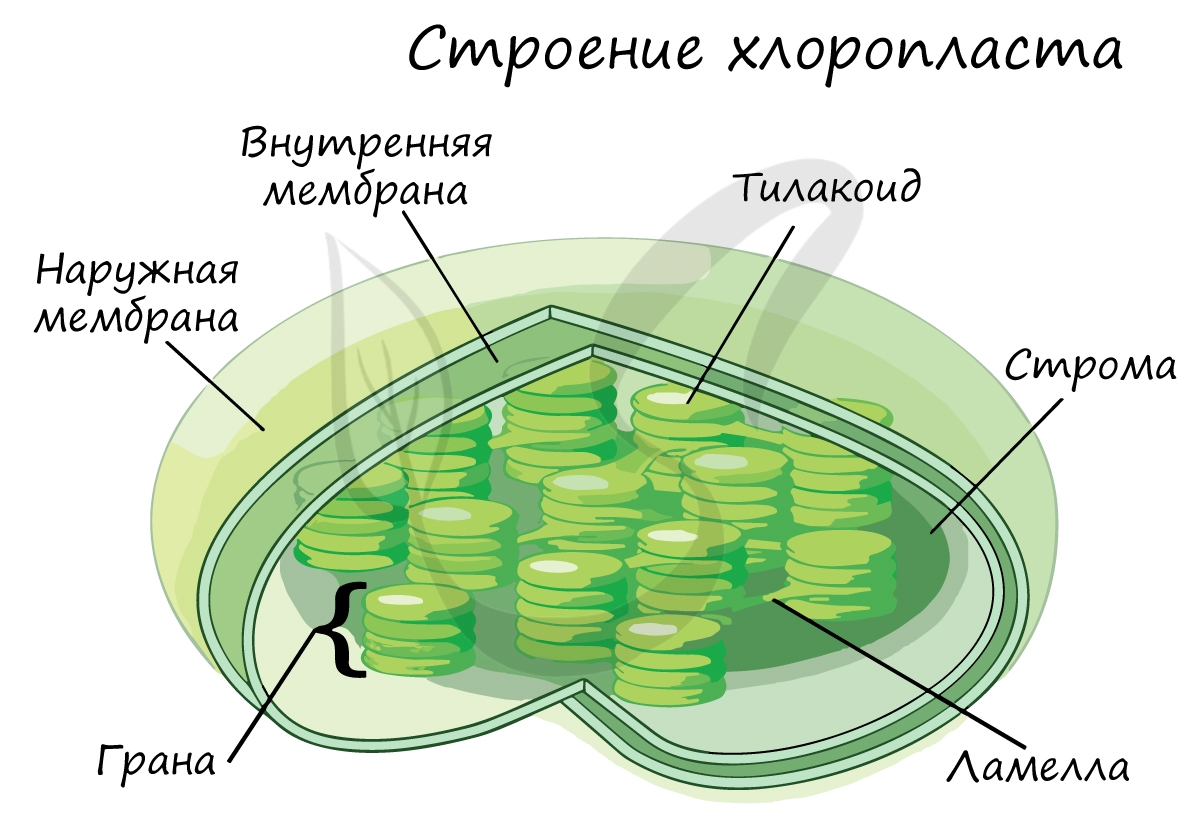 Строение хлоропласта
Внутренняя
мембрана
Тилакоид
Наружная
мембрана
Строма
Грана
Ламелла